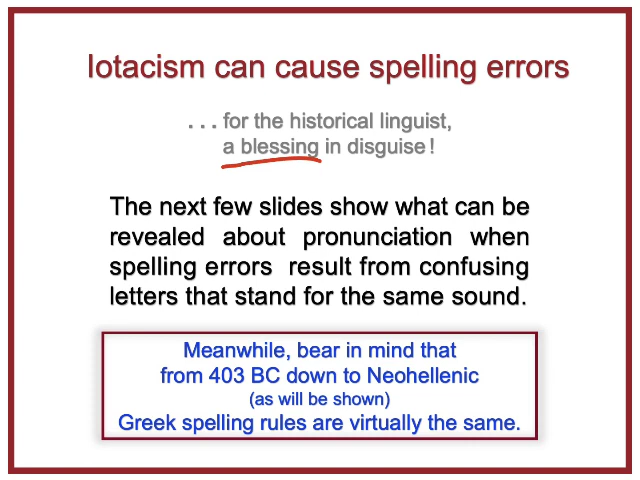 Iotacism can cause spelling errors
. . . for the historical linguist,
a blessing in disguise!
The next few slides show what can be
revealed about pronunciation when
spelling errors result from confusing
letters that stand for the same sound.
Meanwhile, bear in mind that
from 403 BC down to Neohellenic
(as will be shown)
Greek spelling rules are virtually the same.